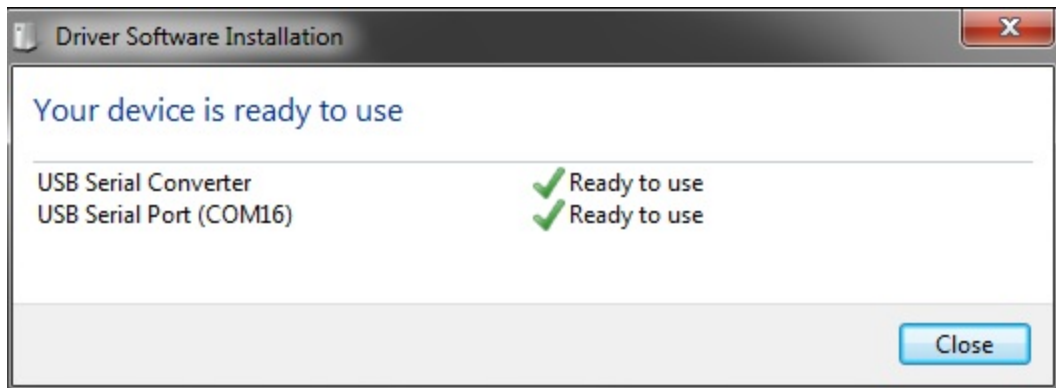 Driver Software Installation
Your device is ready to use
USB Serial Converter Ready to use
USB Serial Port (COM16) Ready to use
Close